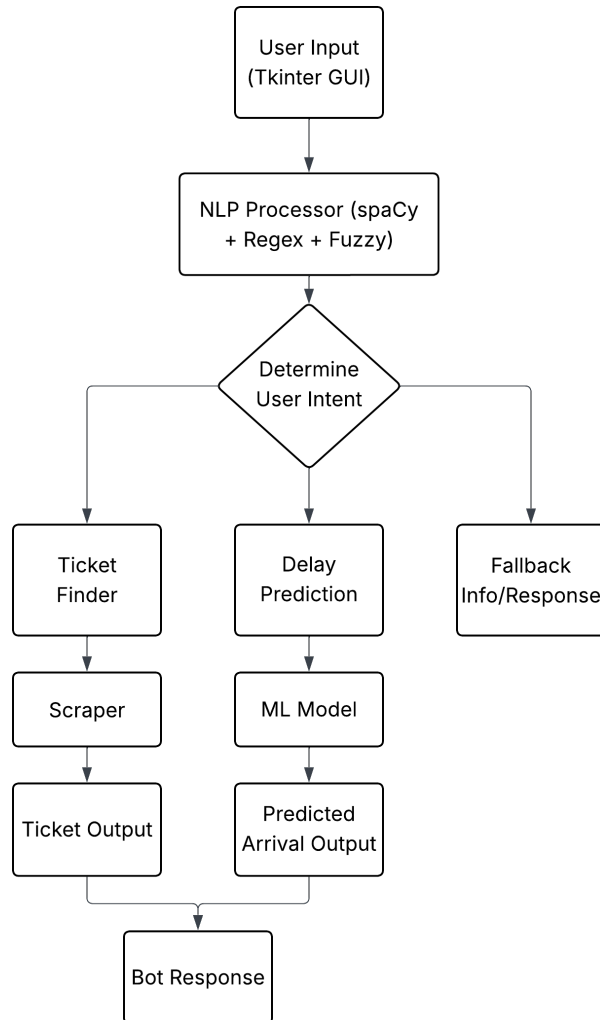 User Input
(Tkinter GUI)
NLP Processor (spaCy
+ Regex + Fuzzy)
Determine
User Intent
Ticket
Finder
Delay
Prediction
Fallback
Info/Response
Scraper
ML Model
Ticket Output
Predicted
Arrival Output
Bot Response